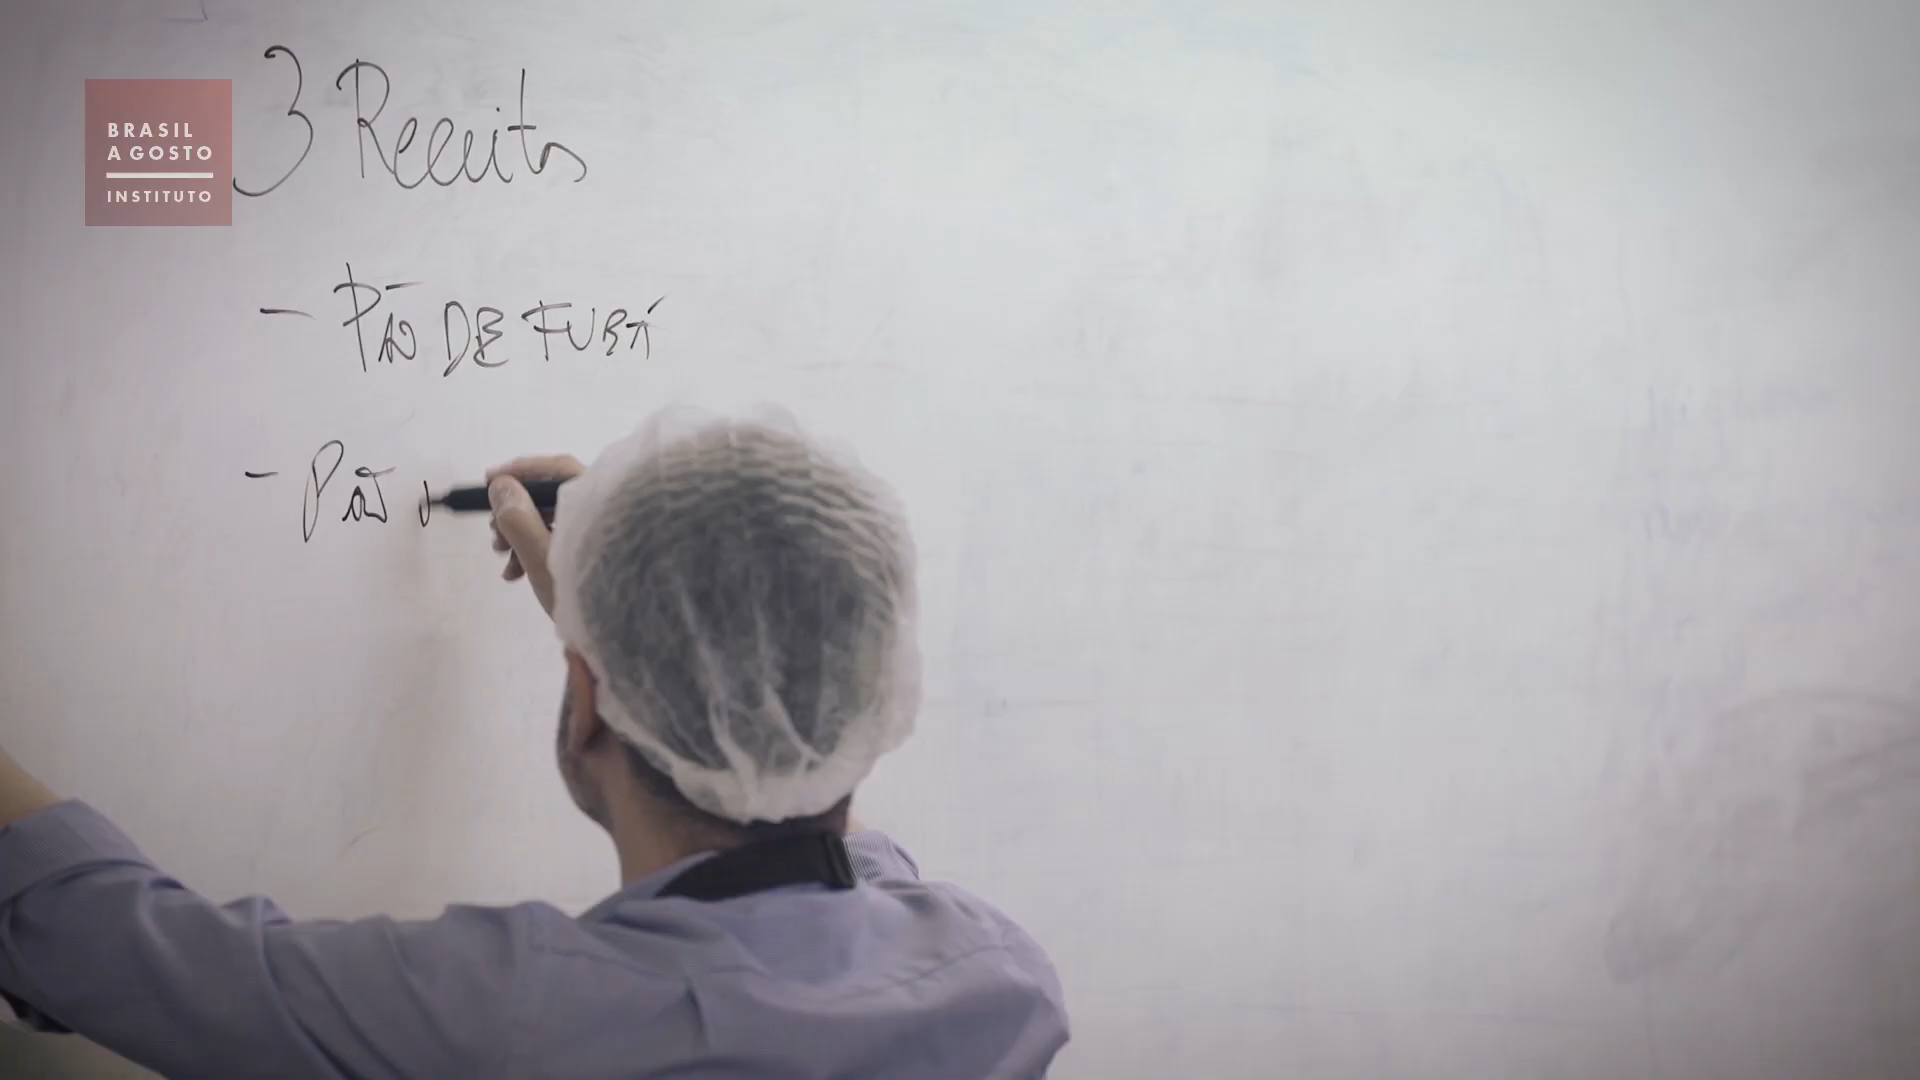 BRASIL
A GOSTO
INSTITUTO
3 Receitas
- PÃO DE FUBÁ
- Pão